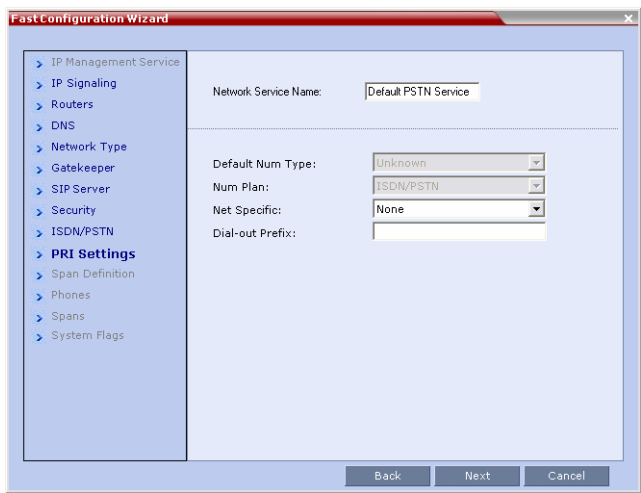 Fast Configuration Wizard
IP Management Service
IP Signaling
Routers
DNS
Network Type
Gatekeeper
SIP Server
Security
ISDN/PSTN
PRI Settings
Span Definition
Phones
Spans
System Flags
Network Service Name: Default PSTN Service
Default Num Type: Unknown
Num Plan: ISDN/PSTN
Net Specific: None
Dial-out Prefix:
Back Next Cancel